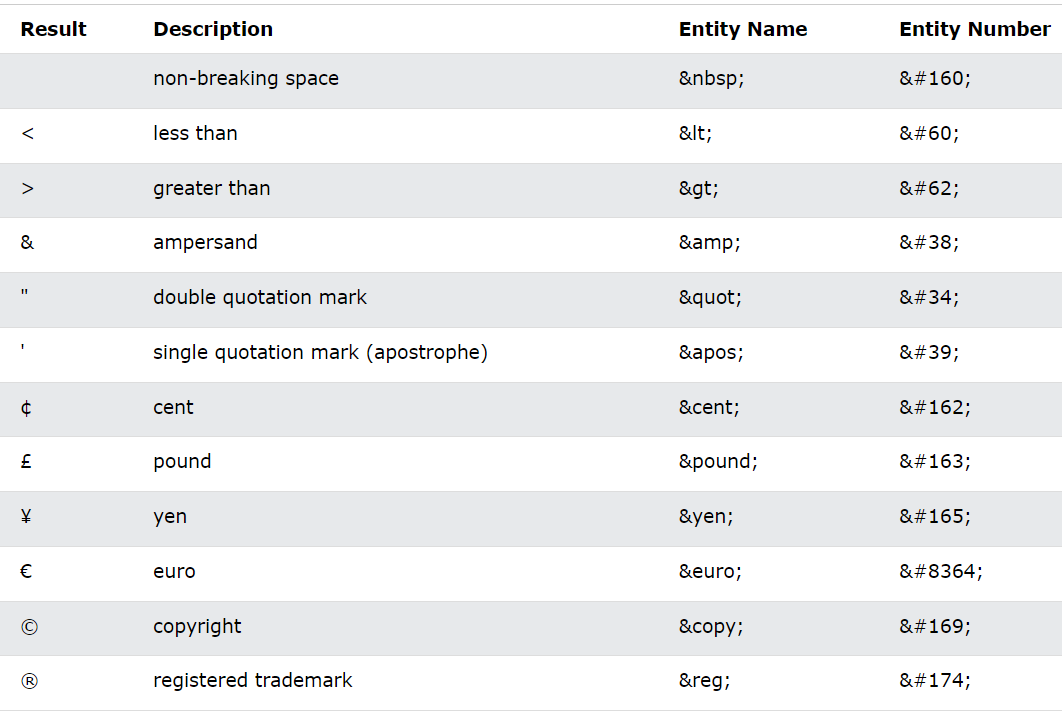 Result Description Entity Name Entity Number
non-breaking space &nbsp; &#160;
< less than &lt; &#60;
> greater than &gt; &#62;
& ampersand &amp; &#38;
" double quotation mark &quot; &#34;
' single quotation mark (apostrophe) &apos; &#39;
¢ cent &cent; &#162;
£ pound &pound; &#163;
¥ yen &yen; &#165;
€ euro &euro; &#8364;
© copyright &copy; &#169;
® registered trademark &reg; &#174;